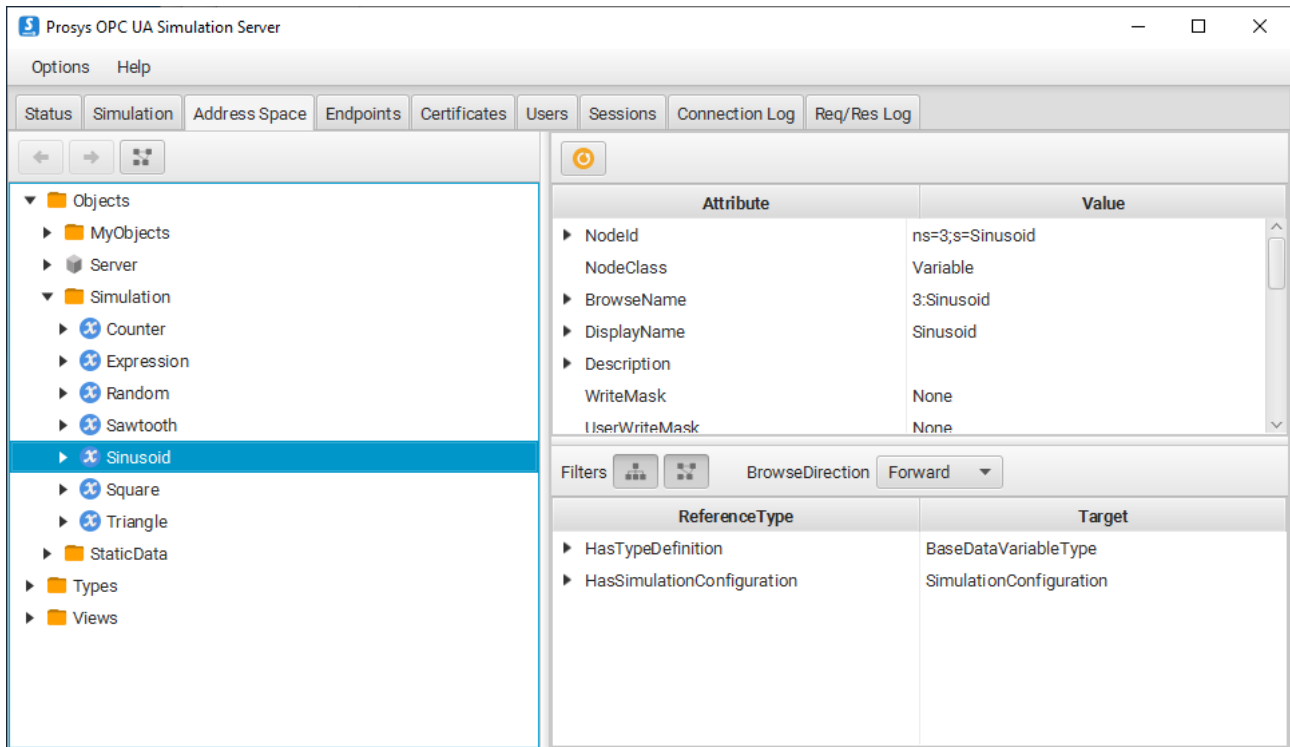 Prosys OPC UA Simulation Server
Options Help
Status Simulation Address Space Endpoints Certificates Users Sessions Connection Log Req/Res Log
Objects
MyObjects
Server
Simulation
Counter
Expression
Random
Sawtooth
Sinusoid
Square
Triangle
StaticData
Types
Views
Attribute Value
NodeId ns=3;s=Sinusoid
NodeClass Variable
BrowseName 3:Sinusoid
DisplayName Sinusoid
Description
WriteMask None
UserWriteMask None
Filters BrowseDirection Forward
ReferenceType Target
HasTypeDefinition BaseDataVariableType
HasSimulationConfiguration SimulationConfiguration